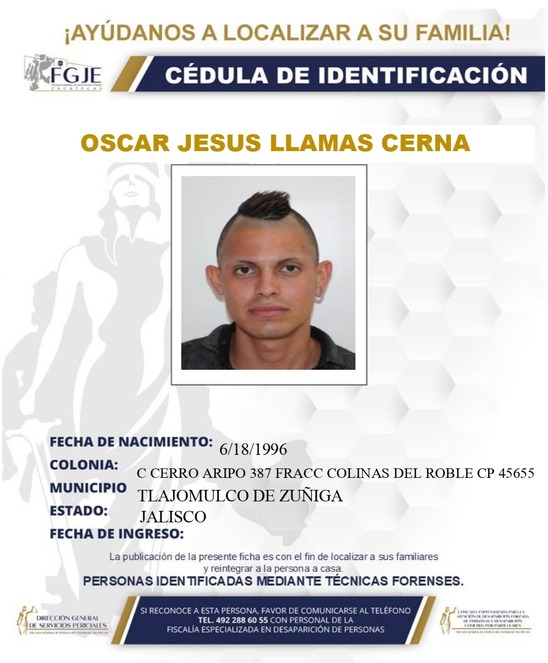 ¡AYÚDANOS A LOCALIZAR A SU FAMILIA!
FGJE
ZACATECAS
CÉDULA DE IDENTIFICACIÓN
OSCAR JESUS LLAMAS CERNA
FECHA DE NACIMIENTO: 6/18/1996
COLONIA: C CERRO ARIPO 387 FRACC COLINAS DEL ROBLE CP 45655
MUNICIPIO TLAJOMULCO DE ZUÑIGA
ESTADO: JALISCO
FECHA DE INGRESO:
La publicación de la presente ficha es con el fin de localizar a sus familiares
y reintegrar a la persona a casa.
PERSONAS IDENTIFICADAS MEDIANTE TÉCNICAS FORENSES.
DIRECCIÓN GENERAL
DE SERVICIOS PERICIALES
SI RECONOCE A ESTA PERSONA, FAVOR DE COMUNICARSE AL TELÉFONO
TEL. 492 288 60 55 CON PERSONAL DE LA
FISCALÍA ESPECIALIZADA EN DESAPARICIÓN DE PERSONAS